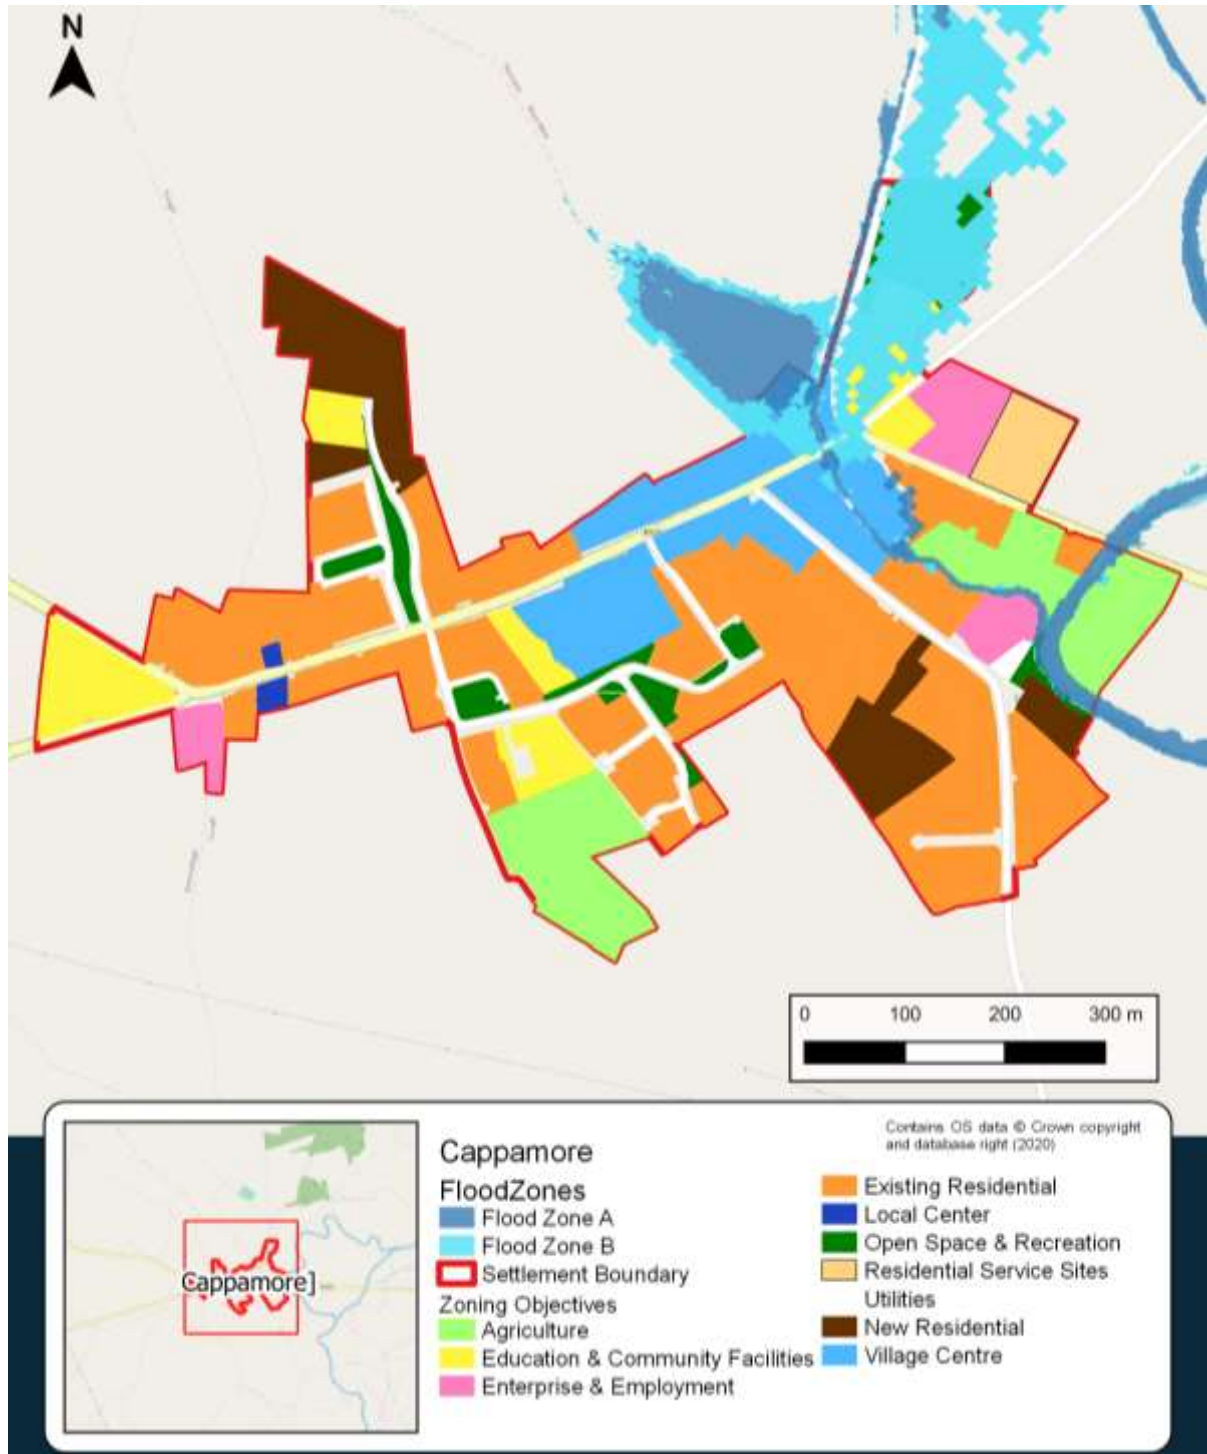 N
0 100 200 300 m
Contains OS data © Crown copyright
and database right (2020)
Cappamore
FloodZones
Flood Zone A
Flood Zone B
Settlement Boundary
Zoning Objectives
Agriculture
Education & Community Facilities
Enterprise & Employment
Existing Residential
Local Center
Open Space & Recreation
Residential Service Sites
Utilities
New Residential
Village Centre
Cappamore]